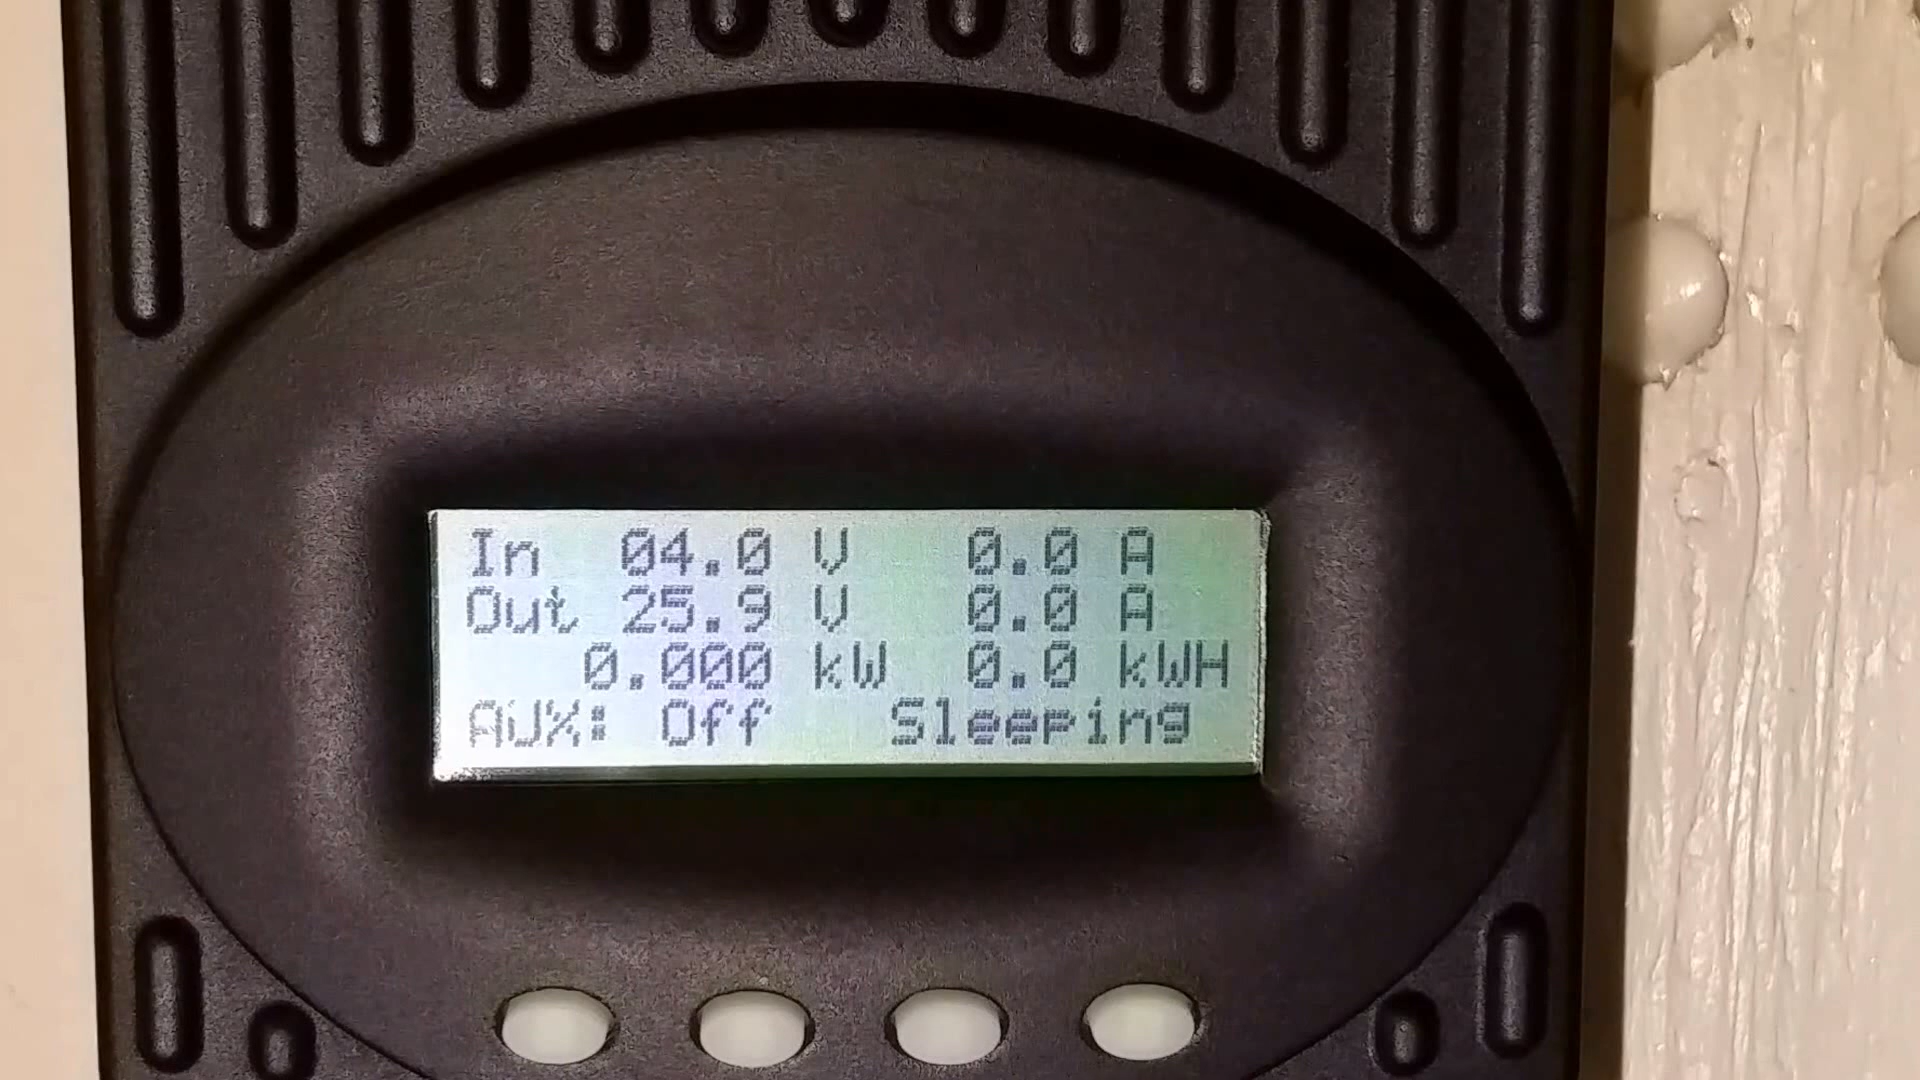 In 04.0 V 0.0 A
Out 25.9 V 0.0 A
0.000 kW 0.0 kWH
AUX: Off Sleeping